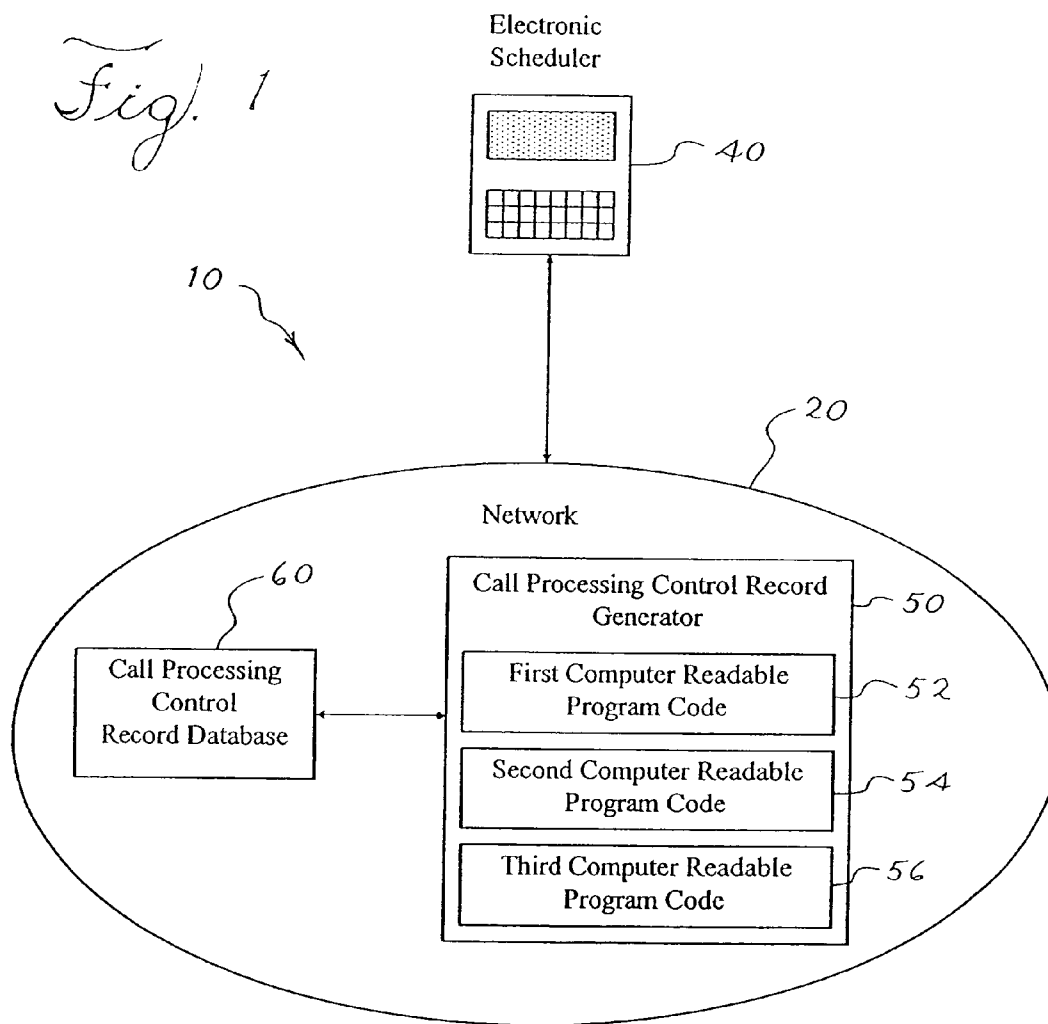 Fig. 1
Electronic
Scheduler
40
10
20
Network
60
Call Processing
Control
Record Database
Call Processing Control Record
Generator
50
First Computer Readable
Program Code
52
Second Computer Readable
Program Code
54
Third Computer Readable
Program Code
56